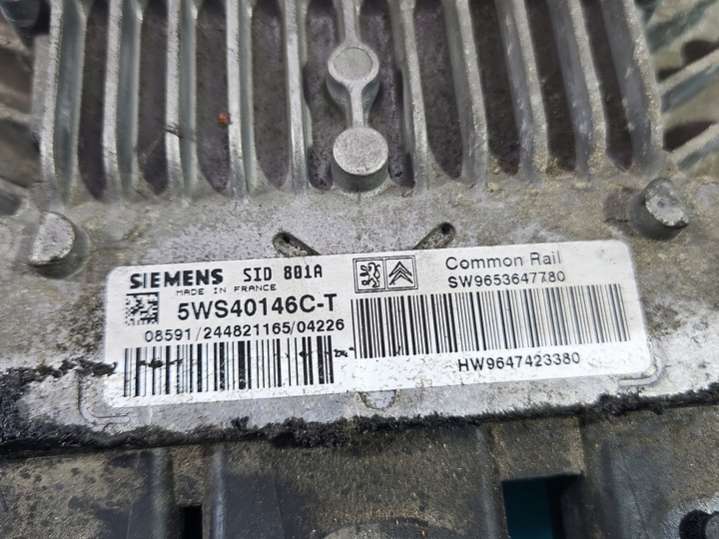 SIEMENS SID 801A
MADE IN FRANCE
5WS40146C-T
08591/244821165/04226
Common Rail
SW9653647780
HW9647423380